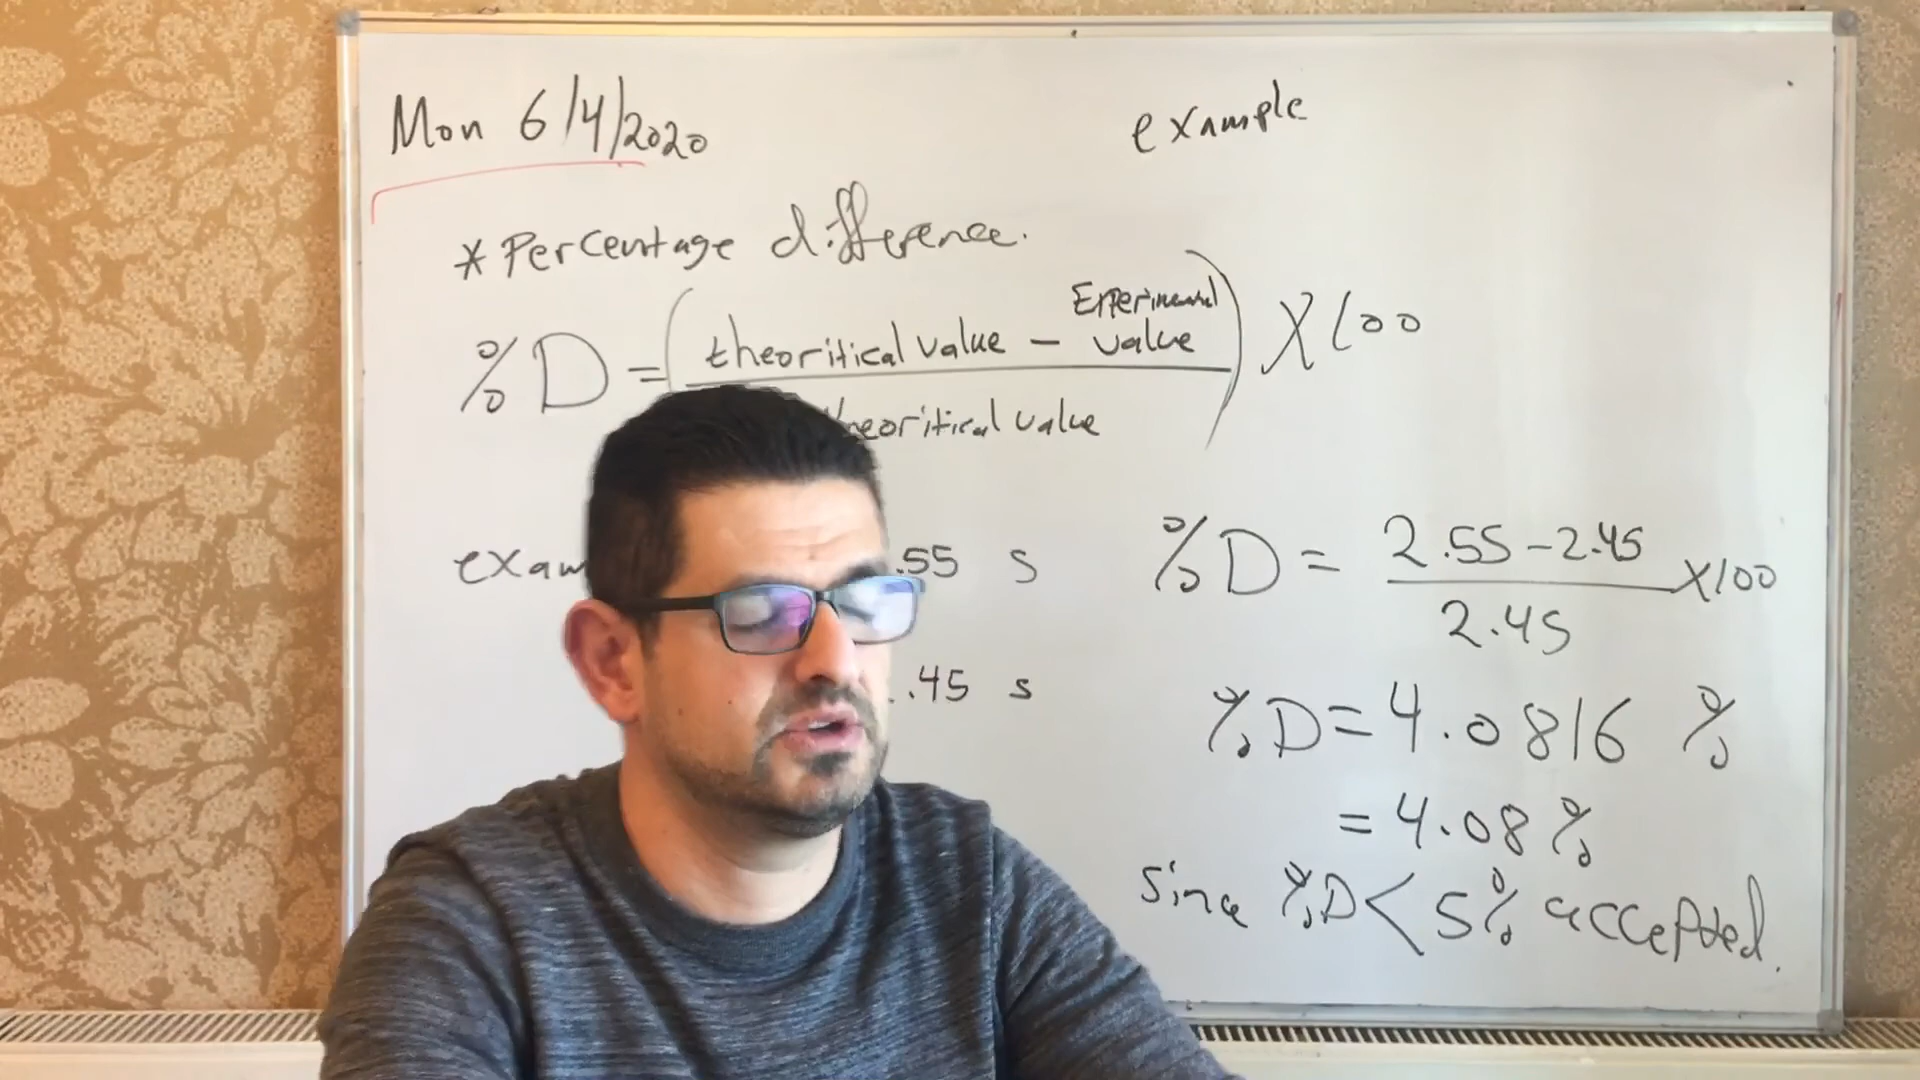 Mon 6/4/2020
* Percentage difference.
%D = (theoritical value - Experimental value) X 100
theoritical value
.55 s
.45 s
example
%D = 2.55 - 2.45 X100
2.45
%D = 4.0816 %
= 4.08 %
Since %D < 5% accepted.